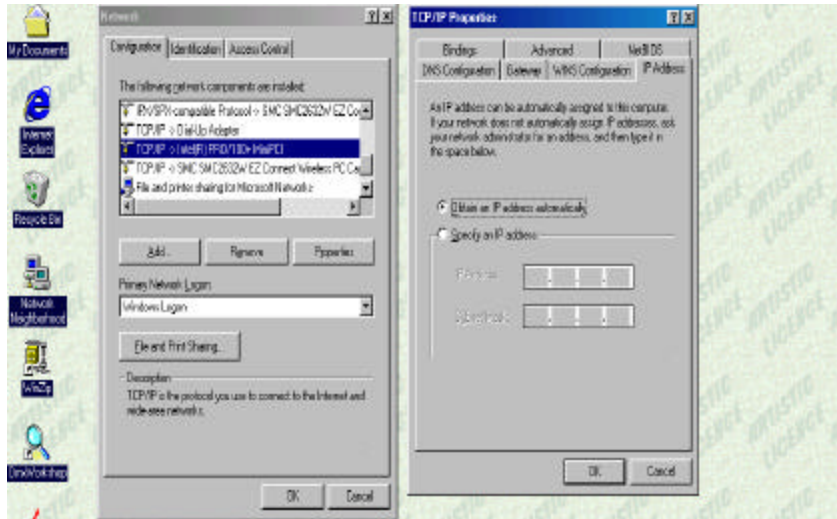 My Documents
Internet
Explorer
Recycle Bin
Network
Neighborhood
WinZip
DmxWorkshop
Network
Configuration Identification Access Control
The following network components are installed:
IPX/SPX-compatible Protocol -> SMC SMC2632W EZ Co
TCP/IP -> Dial-Up Adapter
TCP/IP -> Intel(R) PRO/100+ MiniPCI
TCP/IP -> SMC SMC2632W EZ Connect Wireless PC Ca
File and printer sharing for Microsoft Networks
Add...
Remove
Properties
Primary Network Logon:
Windows Logon
File and Print Sharing...
Description
TCP/IP is the protocol you use to connect to the Internet and
wide-area networks.
OK
Cancel
TCP/IP Properties
Bindings Advanced NetBIOS
DNS Configuration Gateway WINS Configuration IP Address
An IP address can be automatically assigned to this computer.
If your network does not automatically assign IP addresses, ask
your network administrator for an address, and then type it in
the space below.
Obtain an IP address automatically
Specify an IP address:
IP Address:
Subnet Mask:
OK
Cancel
ARTISTIC
LICENCE